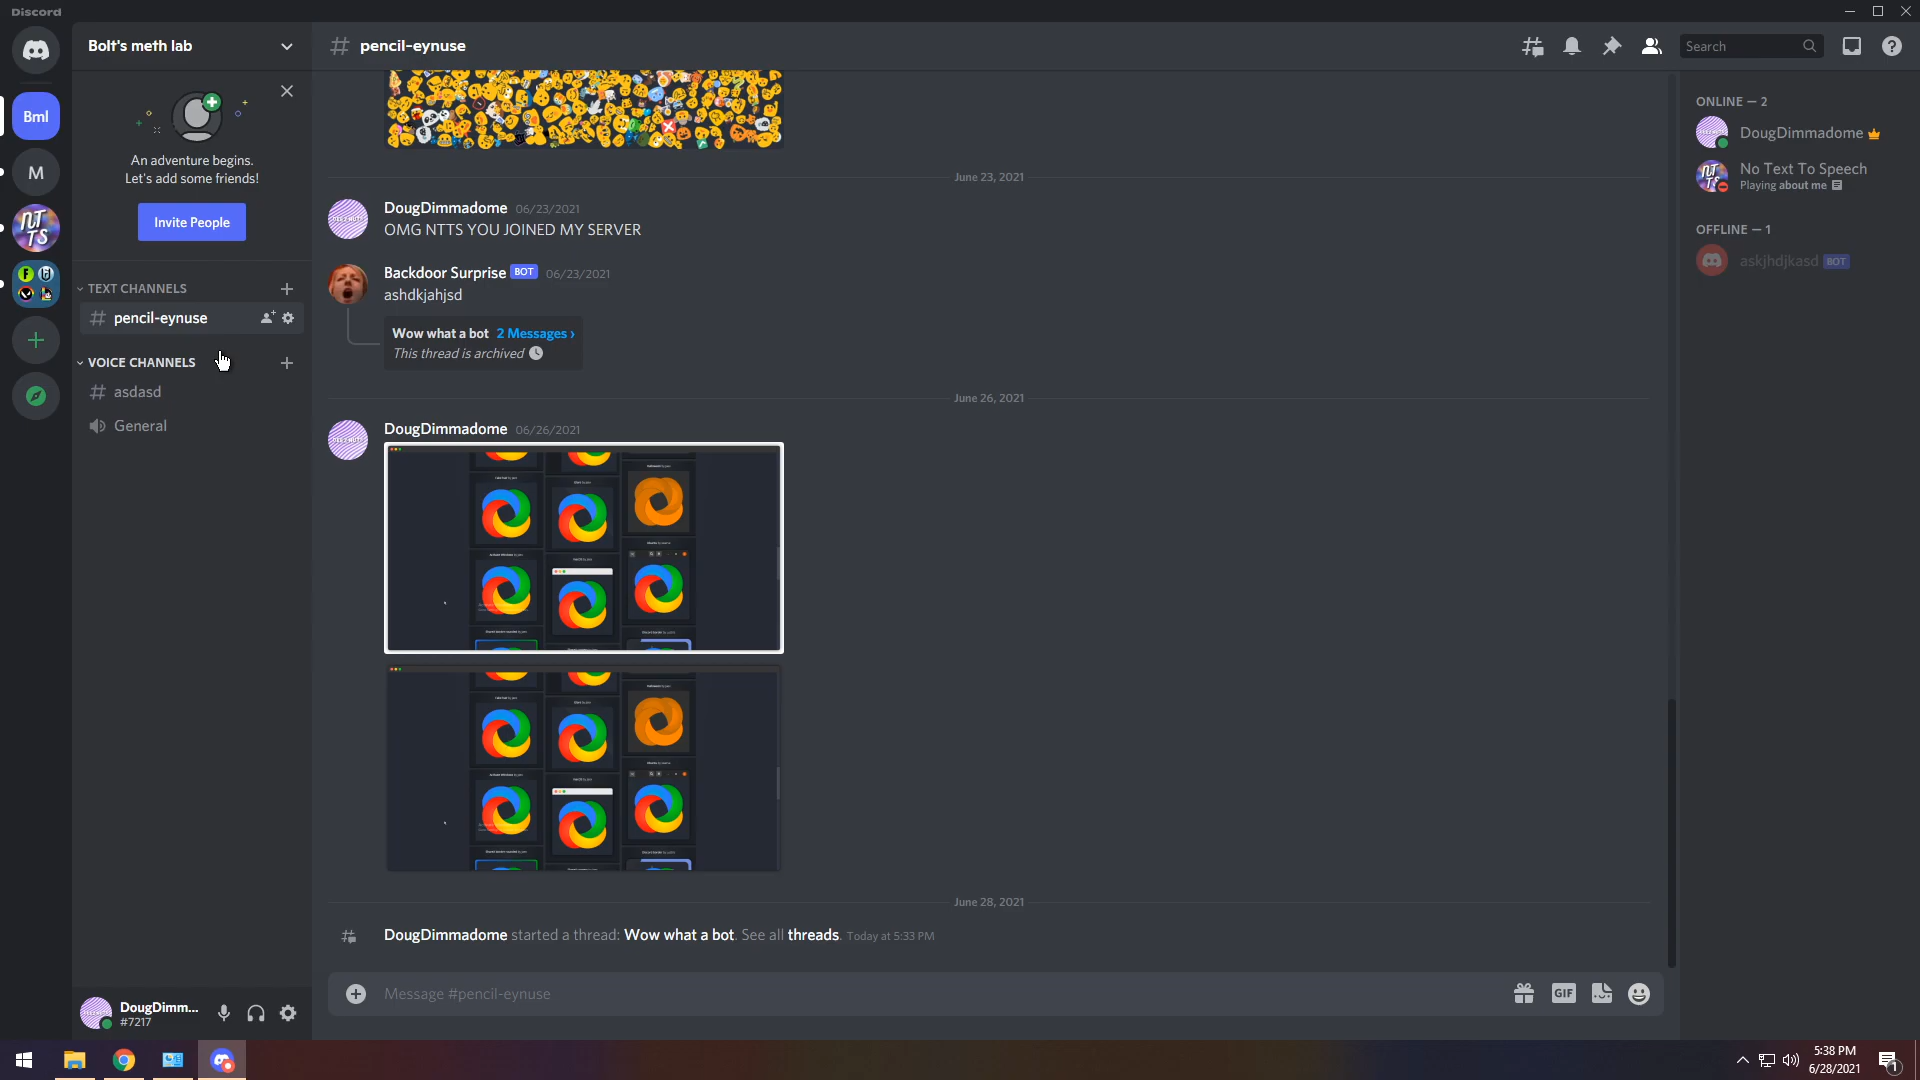 Discord
Bolt's meth lab
An adventure begins.
Let's add some friends!
Invite People
Bml
M
NT
TS
TEXT CHANNELS
pencil-eynuse
VOICE CHANNELS
asdasd
General
DougDimm...
#7217
pencil-eynuse
Search
June 23, 2021
DougDimmadome 06/23/2021
OMG NTTS YOU JOINED MY SERVER
Backdoor Surprise BOT 06/23/2021
ashdkjahjsd
Wow what a bot 2 Messages ›
This thread is archived
June 26, 2021
DougDimmadome 06/26/2021
June 28, 2021
DougDimmadome started a thread: Wow what a bot. See all threads. Today at 5:33 PM
Message #pencil-eynuse
GIF
ONLINE — 2
DougDimmadome
No Text To Speech
Playing about me
OFFLINE — 1
askjhdjkasd BOT
5:38 PM
6/28/2021
1